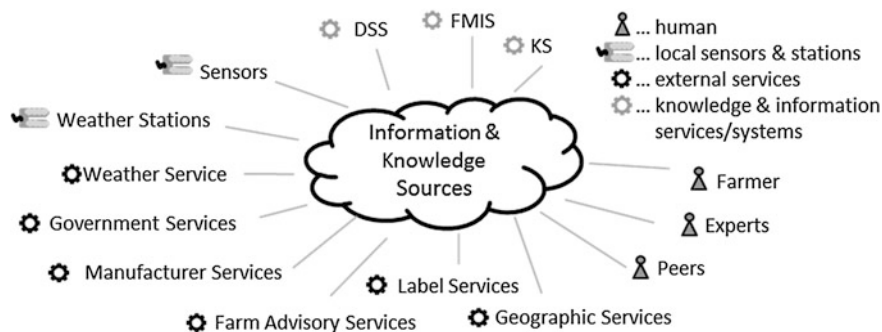 DSS
FMIS
KS
Sensors
Weather Stations
Weather Service
Government Services
Manufacturer Services
Farm Advisory Services
Label Services
Geographic Services
Peers
Experts
Farmer
Information &
Knowledge
Sources
... human
... local sensors & stations
... external services
... knowledge & information
services/systems